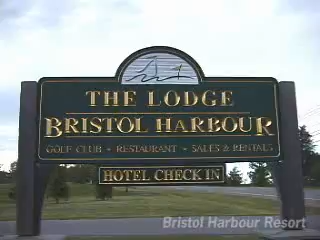 THE LODGE
BRISTOL HARBOUR
GOLF CLUB • RESTAURANT • SALES & RENTALS
HOTEL CHECK IN
Bristol Harbour Resort